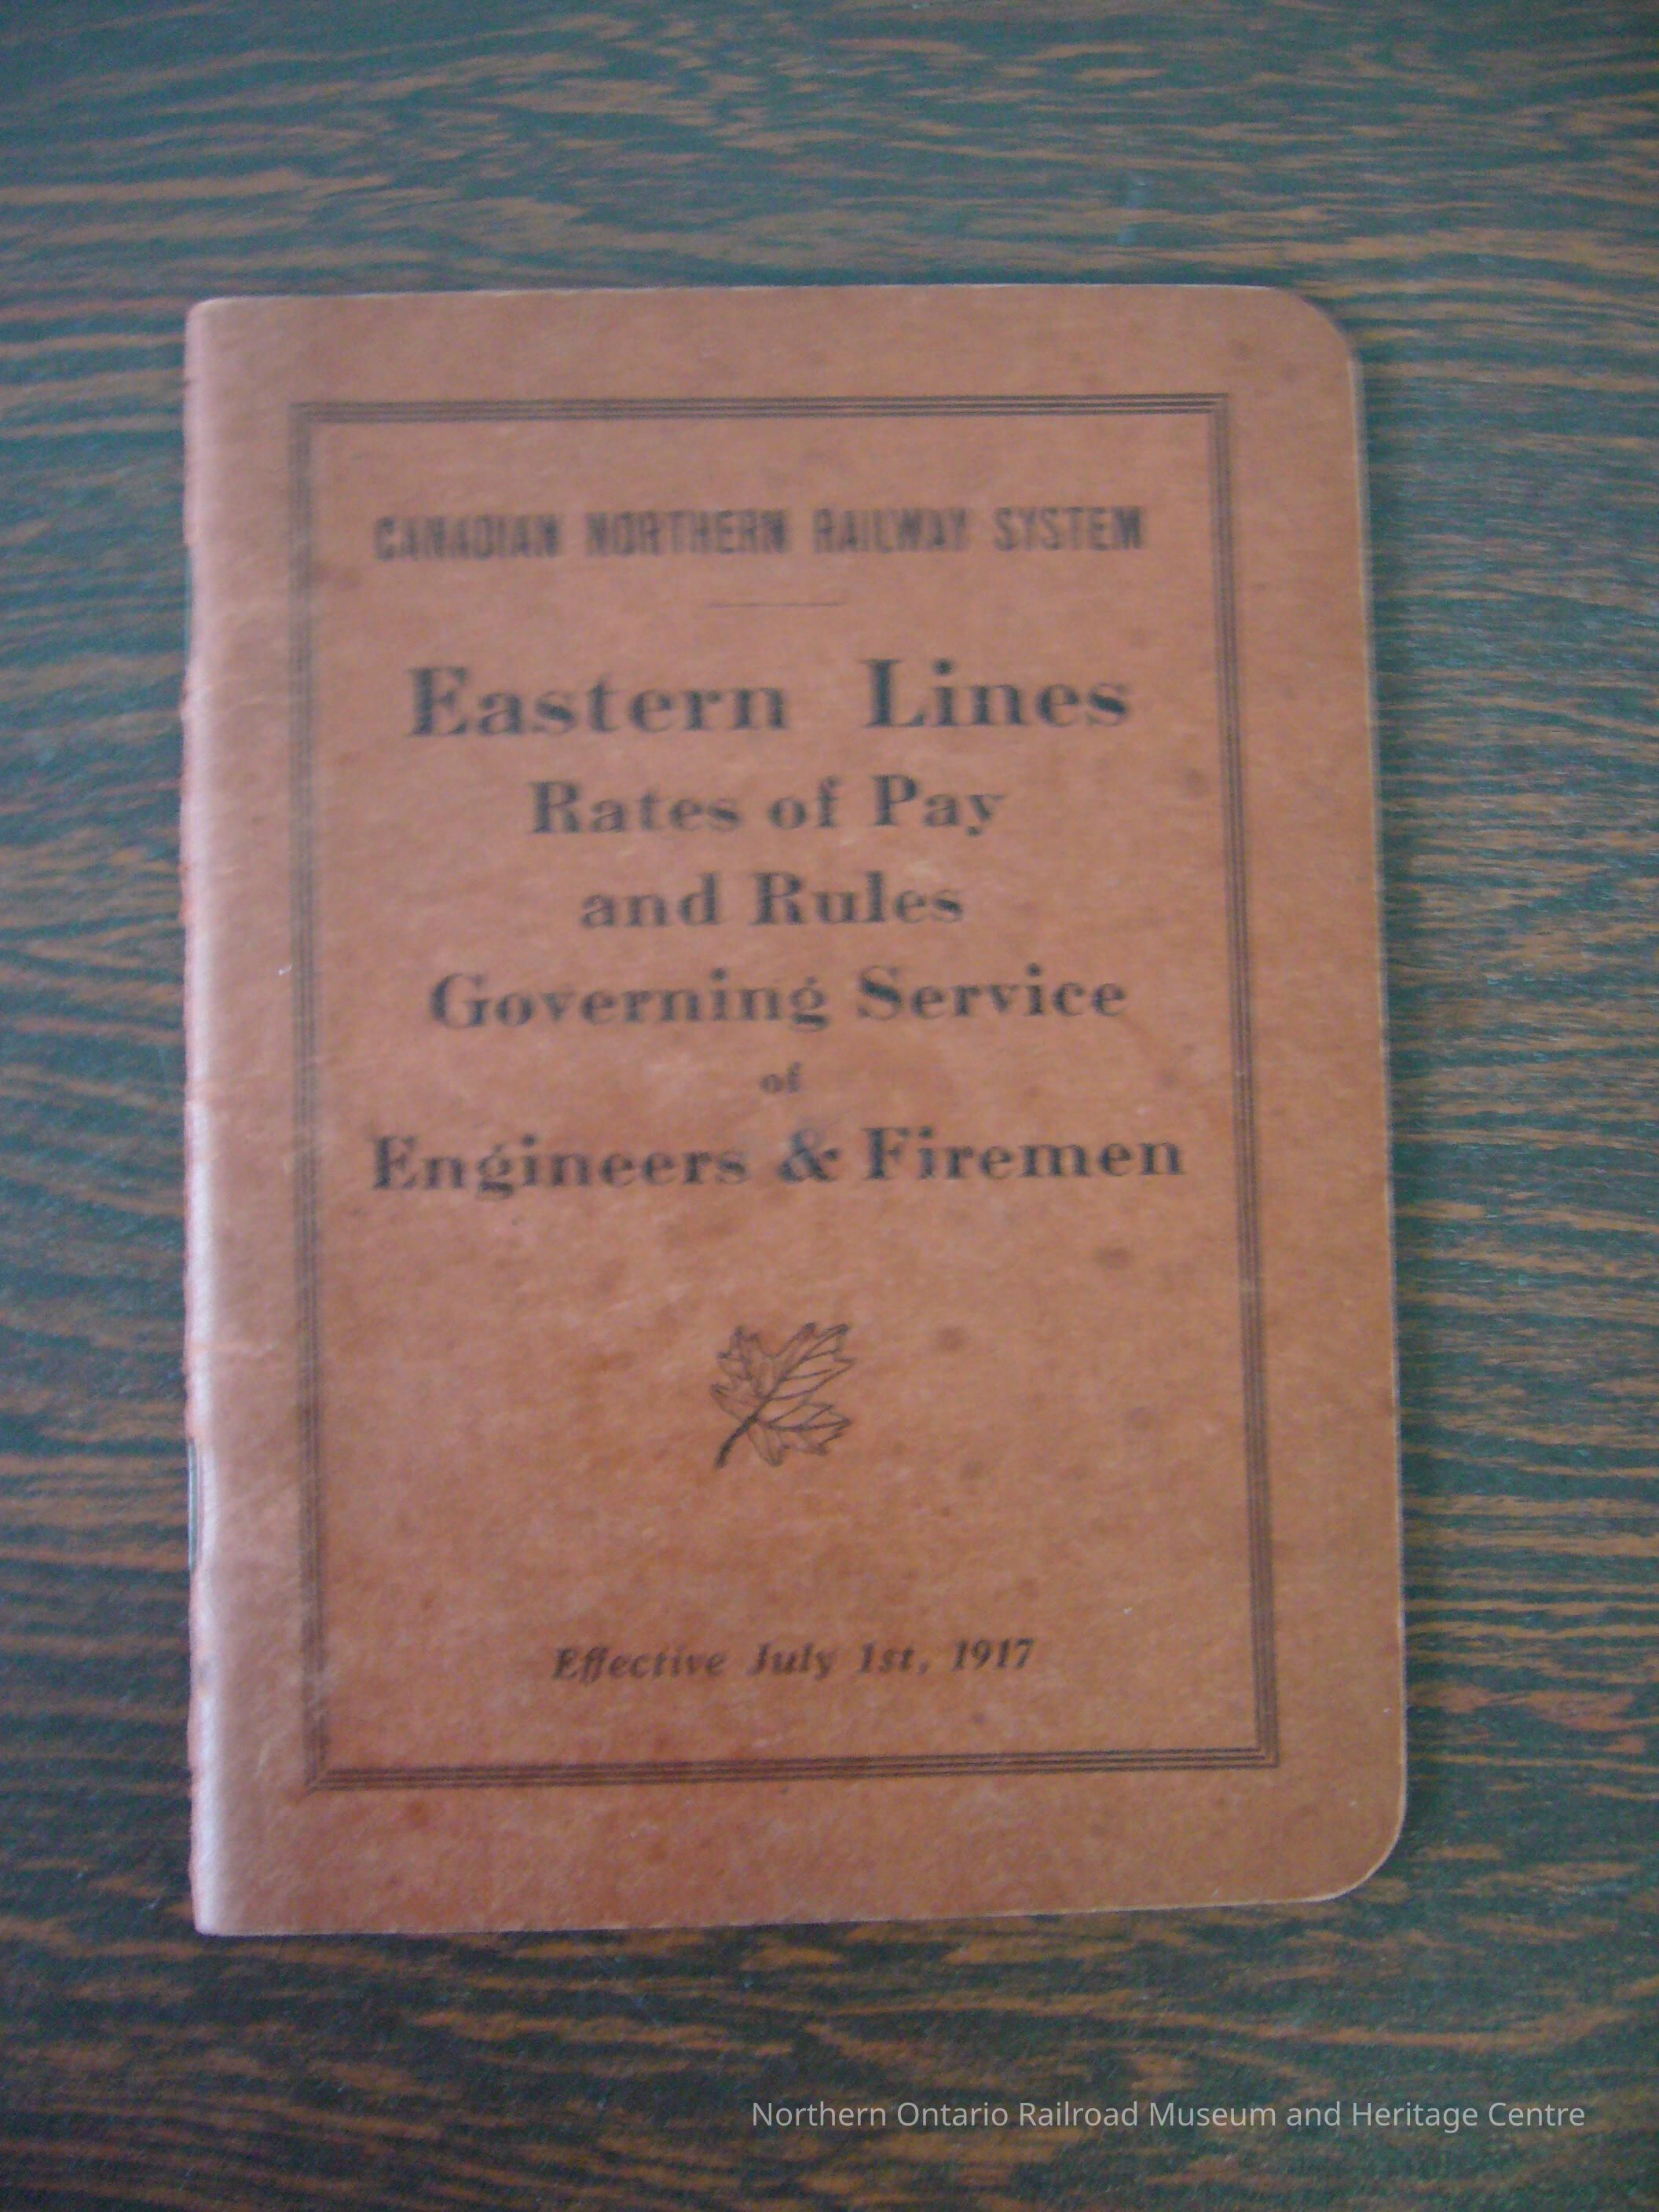 CANADIAN NORTHERN RAILWAY SYSTEM
Eastern Lines
Rates of Pay
and Rules
Governing Service
of
Engineers & Firemen
Effective July 1st, 1917
Northern Ontario Railroad Museum and Heritage Centre